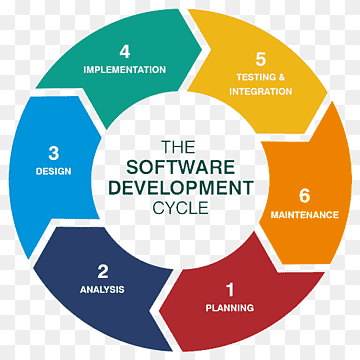 THE
SOFTWARE
DEVELOPMENT
CYCLE
1
PLANNING
2
ANALYSIS
3
DESIGN
4
IMPLEMENTATION
5
TESTING &
INTEGRATION
6
MAINTENANCE